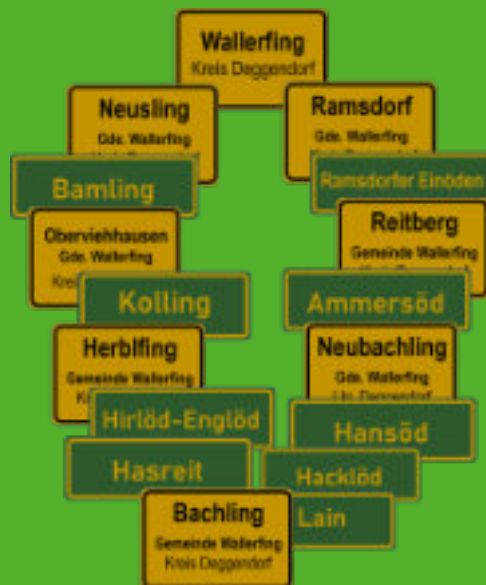 Wallerfing
Kreis Deggendorf
Neusling
Gde. Wallerfing
Ramsdorf
Gde. Wallerfing
Bamling
Ramsdorfer Einöden
Oberviehhausen
Gde. Wallerfing
Reitberg
Gemeinde Wallerfing
Kolling
Ammersöd
Herblfing
Gemeinde Wallerfing
Neubachling
Gde. Wallerfing
Hirlöd-Englöd
Hansöd
Hasreit
Hacklöd
Bachling
Gemeinde Wallerfing
Kreis Deggendorf
Lain